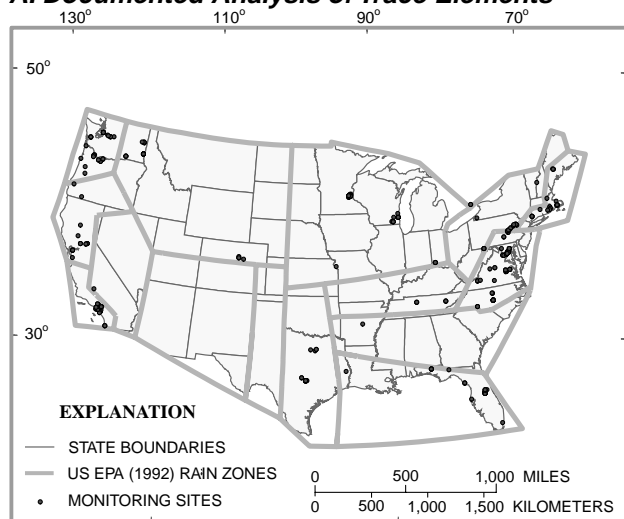 A. Documented Analysis of Trace Elements
130° 110° 90° 70°
50°
30°
EXPLANATION
STATE BOUNDARIES
US EPA (1992) RAIN ZONES
MONITORING SITES
0 500 1,000 MILES
0 500 1,000 1,500 KILOMETERS